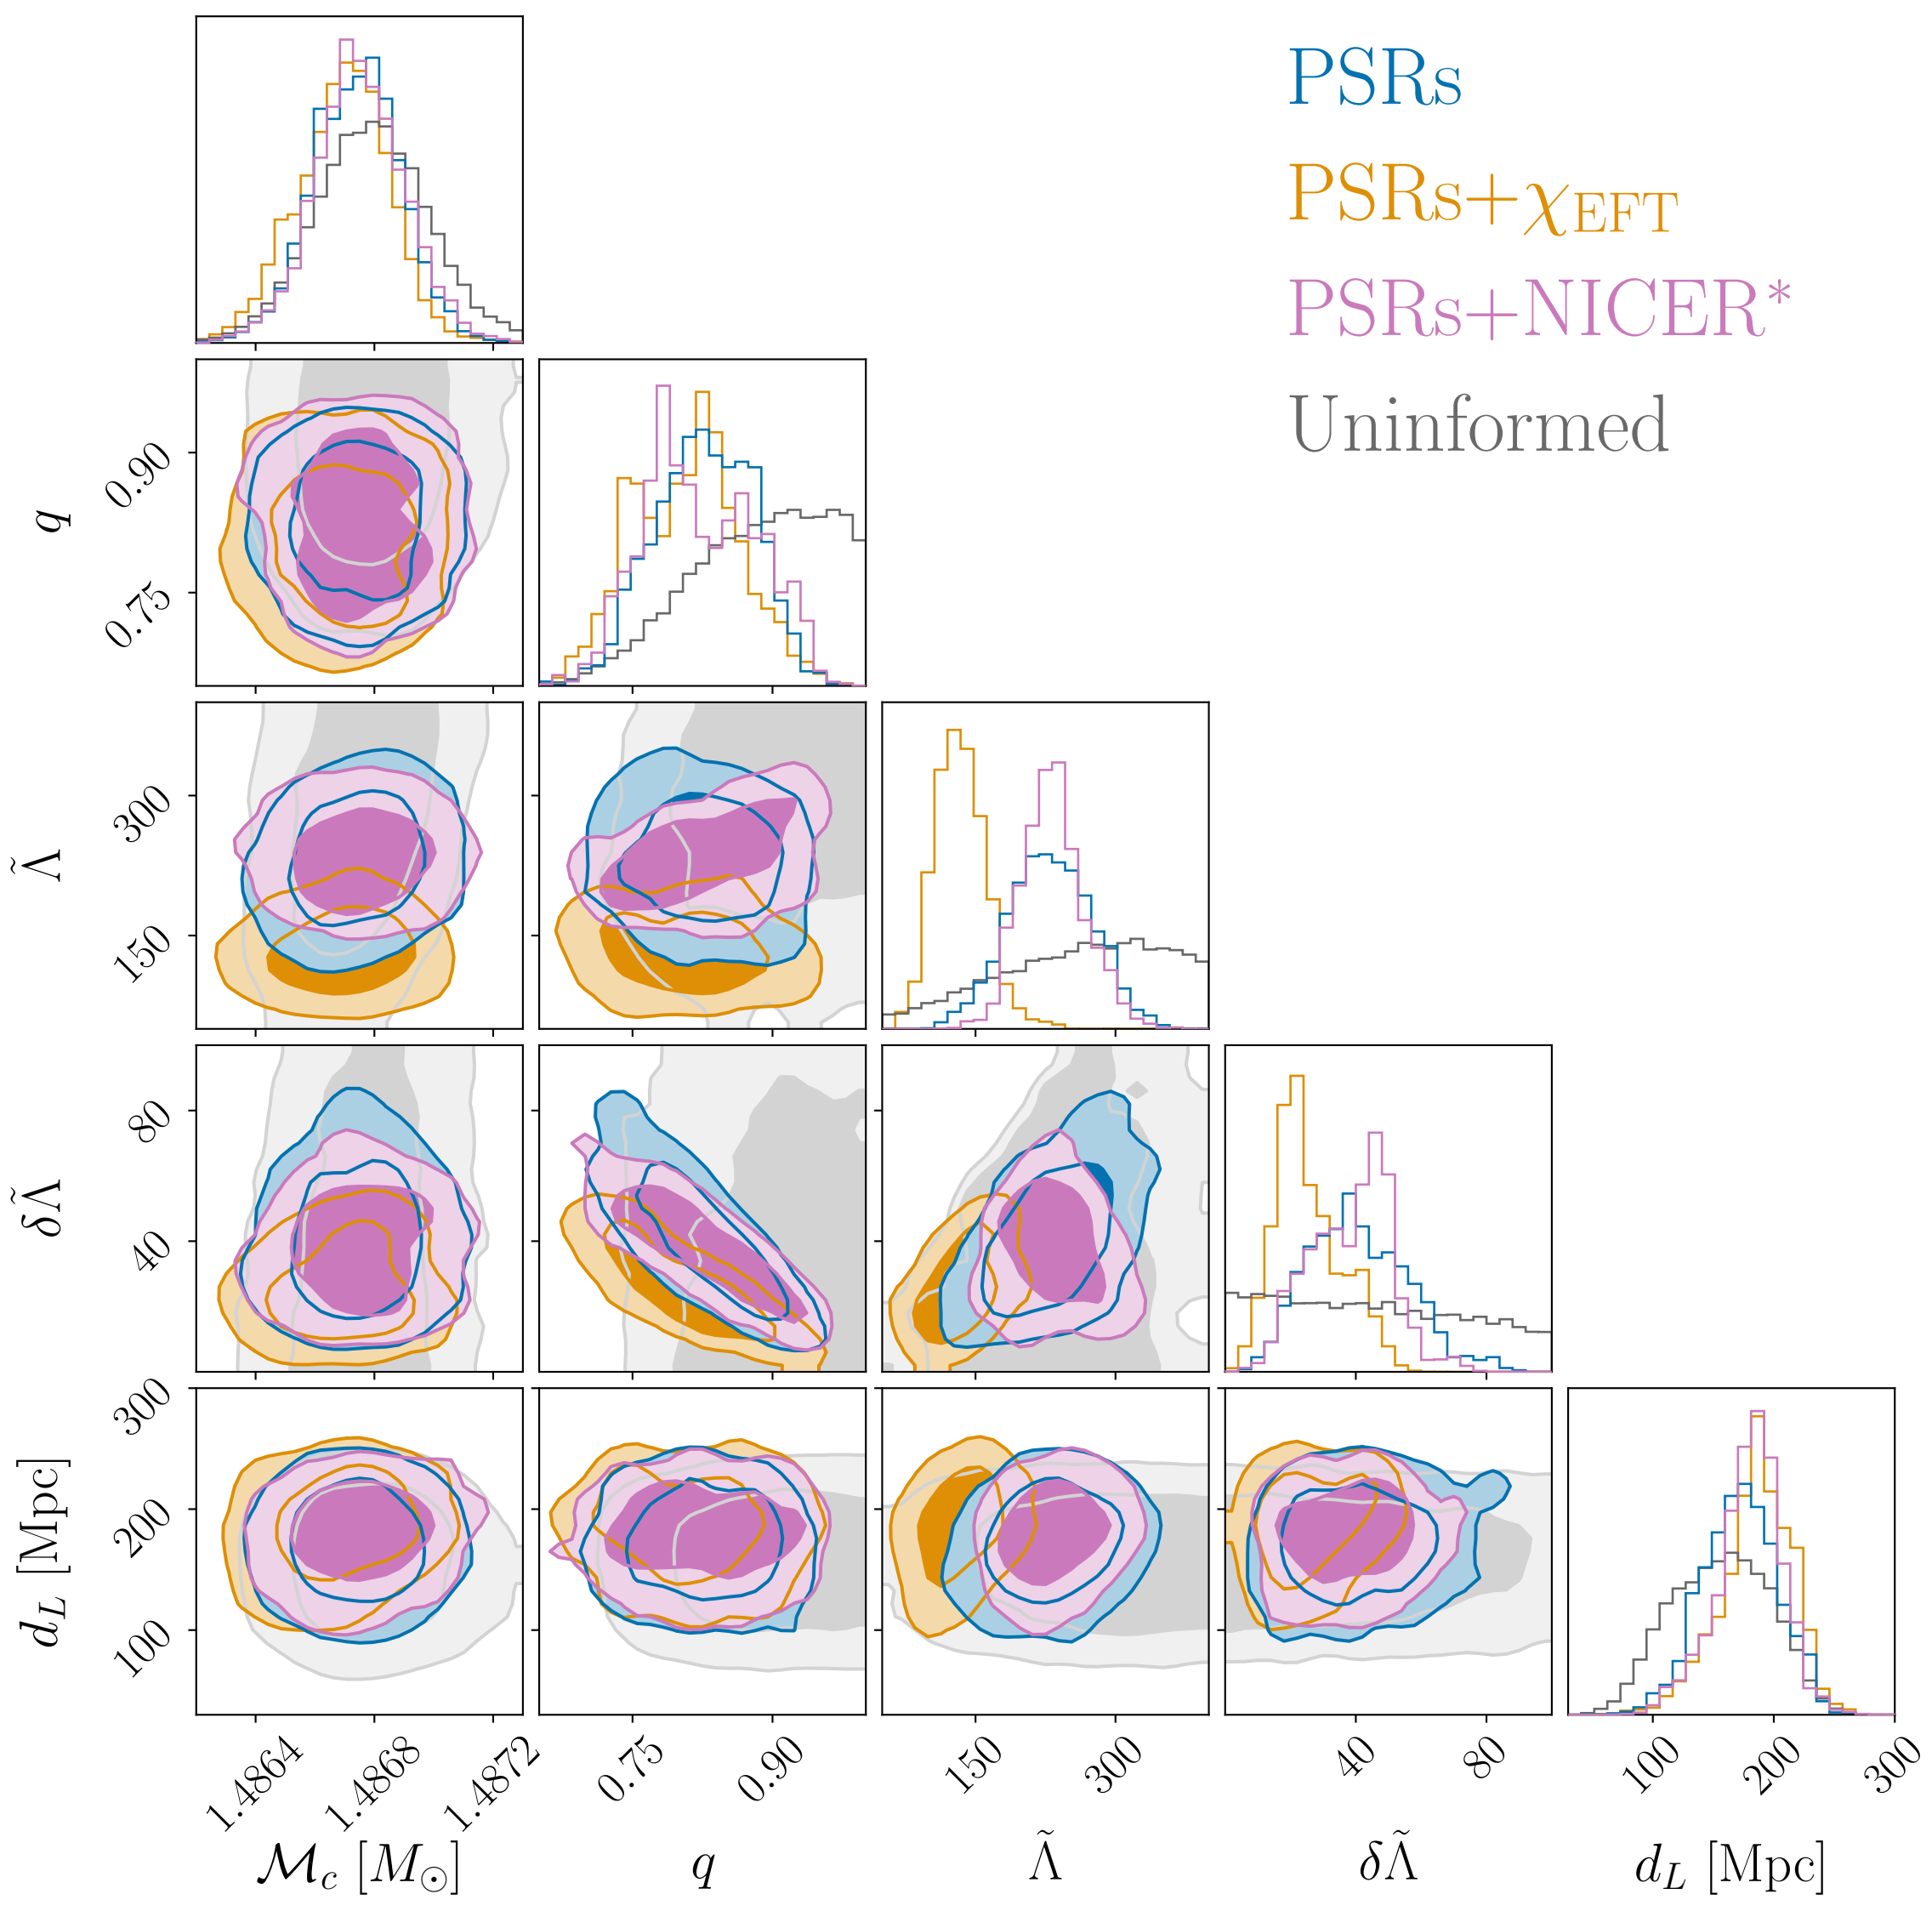 PSRs
PSRs+χEFT
PSRs+NICER*
Uninformed
q
0.90
0.75
Λ̃
300
150
δΛ̃
80
40
d_L [Mpc]
300
200
100
1.4864
1.4868
1.4872
0.75
0.90
150
300
40
80
100
200
300
ℳ_c [M_⊙]
q
Λ̃
δΛ̃
d_L [Mpc]